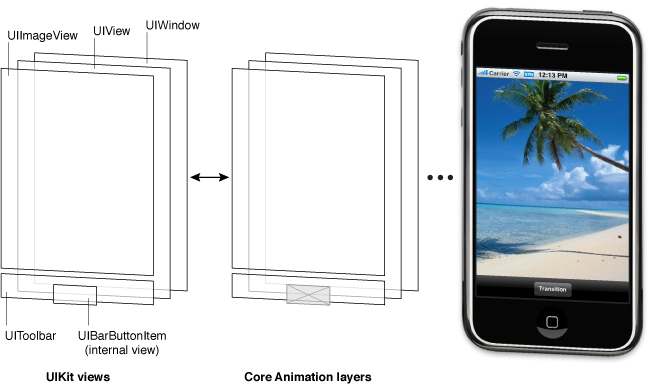 UIWindow
UIView
UIImageView
Carrier
12:13 PM
Transition
UIToolbar
UIBarButtonItem
(internal view)
UIKit views
Core Animation layers